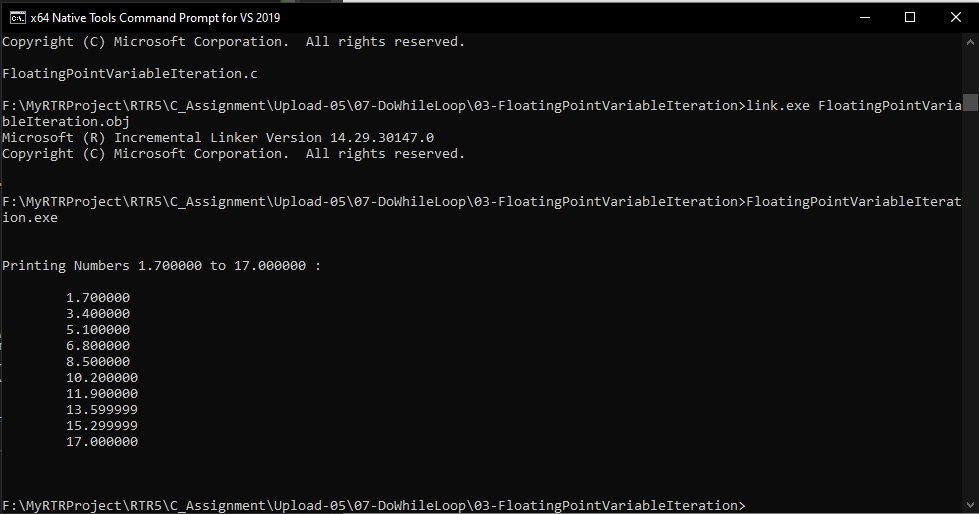 x64 Native Tools Command Prompt for VS 2019
Copyright (C) Microsoft Corporation.  All rights reserved.
FloatingPointVariableIteration.c
F:\MyRTRProject\RTR5\C_Assignment\Upload-05\07-DoWhileLoop\03-FloatingPointVariableIteration>link.exe FloatingPointVaria
bleIteration.obj
Microsoft (R) Incremental Linker Version 14.29.30147.0
Copyright (C) Microsoft Corporation.  All rights reserved.
F:\MyRTRProject\RTR5\C_Assignment\Upload-05\07-DoWhileLoop\03-FloatingPointVariableIteration>FloatingPointVariableIterat
ion.exe
Printing Numbers 1.700000 to 17.000000 :
1.700000
3.400000
5.100000
6.800000
8.500000
10.200000
11.900000
13.599999
15.299999
17.000000
F:\MyRTRProject\RTR5\C_Assignment\Upload-05\07-DoWhileLoop\03-FloatingPointVariableIteration>